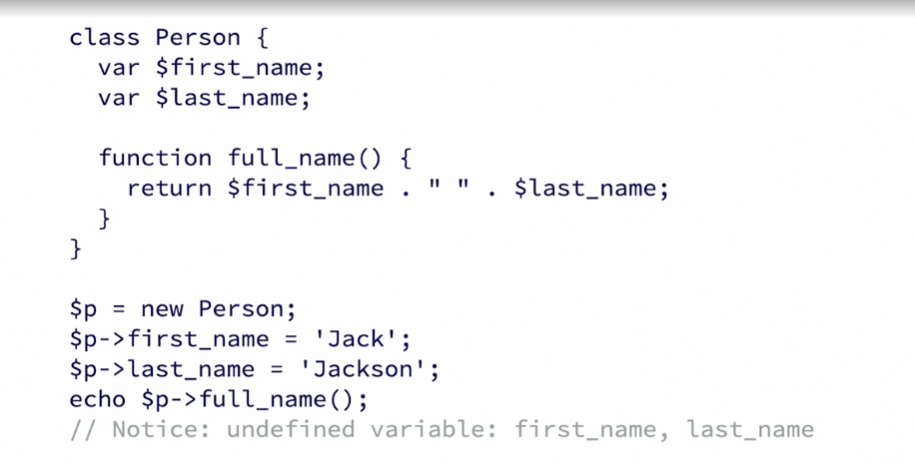 class Person {
  var $first_name;
  var $last_name;

  function full_name() {
    return $first_name . " " . $last_name;
  }
}

$p = new Person;
$p->first_name = 'Jack';
$p->last_name = 'Jackson';
echo $p->full_name();
// Notice: undefined variable: first_name, last_name